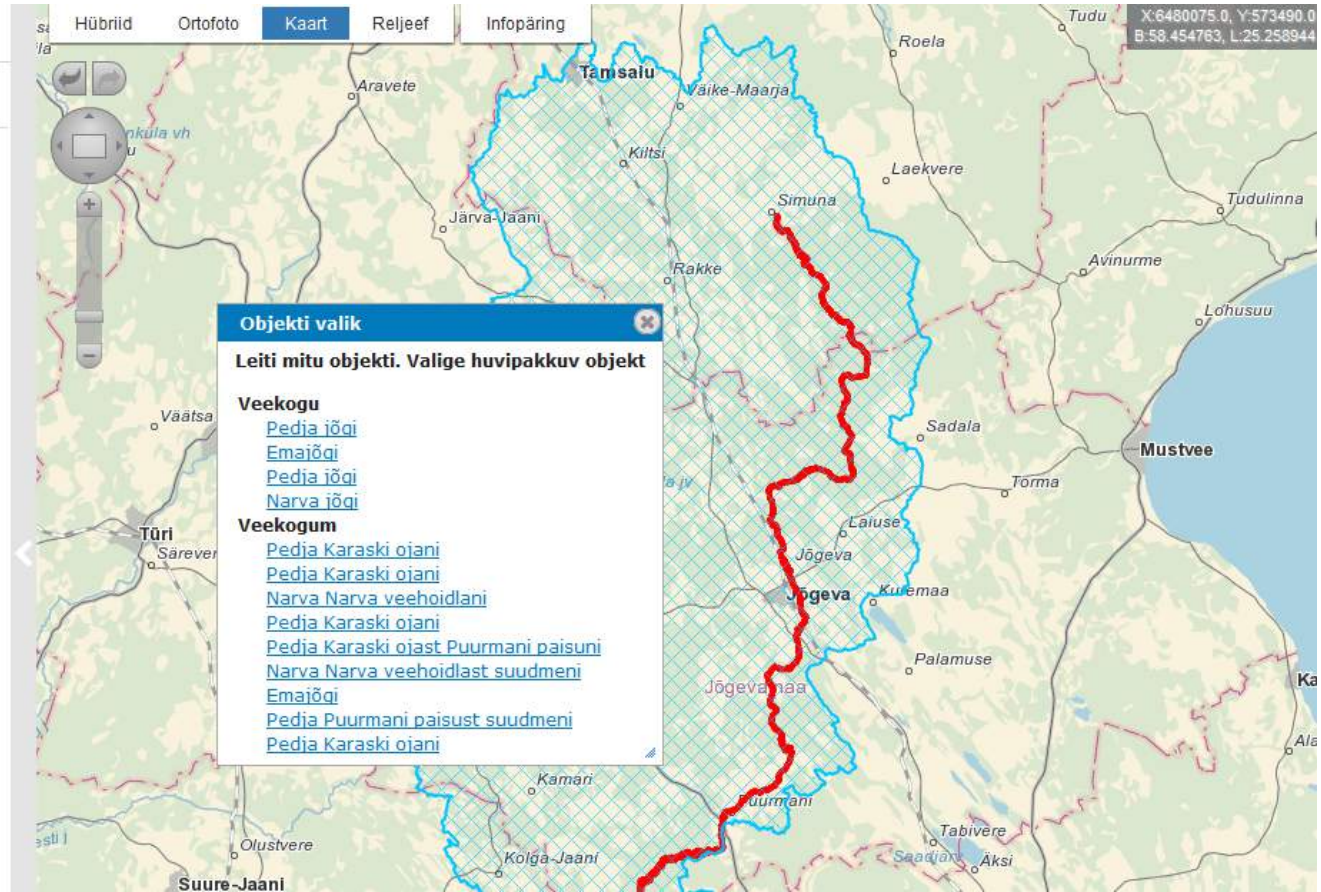 Hübriid Ortofoto Kaart Reljeef Infopäring
X:6480075.0, Y:573490.0
B:58.454763, L:25.258944
Tudu
Roela
Tamsalu
Aravete
Väike-Maarja
Kiltsi
Laekvere
Simuna
Tudulinna
Järva-Jaani
Avinurme
Rakke
Lohusuu
Objekti valik
Leiti mitu objekti. Valige huvipakkuv objekt
Veekogu
Pedja jõgi
Emajõgi
Pedja jõgi
Narva jõgi
Veekogum
Pedja Karaski ojani
Pedja Karaski ojani
Narva Narva veehoidlani
Pedja Karaski ojani
Pedja Karaski ojast Puurmani paisuni
Narva Narva veehoidlast suudmeni
Emajõgi
Pedja Puurmani paisust suudmeni
Pedja Karaski ojani
Väätsa
Sadala
Mustvee
Torma
Türi
Laiuse
Särever
Jõgeva
Jõgeva
Kuremaa
Palamuse
Jõgevamaa
Ka
Ala
Kamari
Puurmani
Tabivere
Olustvere
Saadjärv
Äksi
Kolga-Jaani
Suure-Jaani